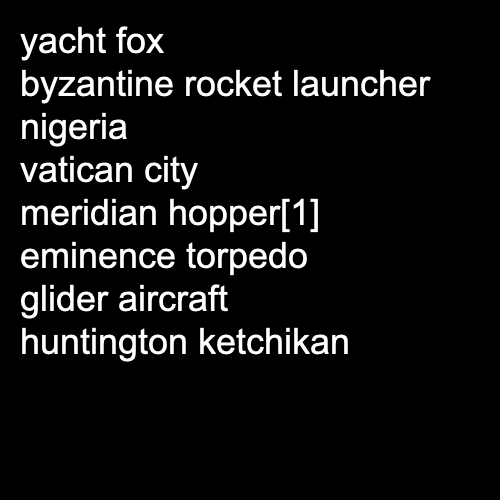 yacht fox
byzantine rocket launcher
nigeria
vatican city
meridian hopper[1]
eminence torpedo
glider aircraft
huntington ketchikan